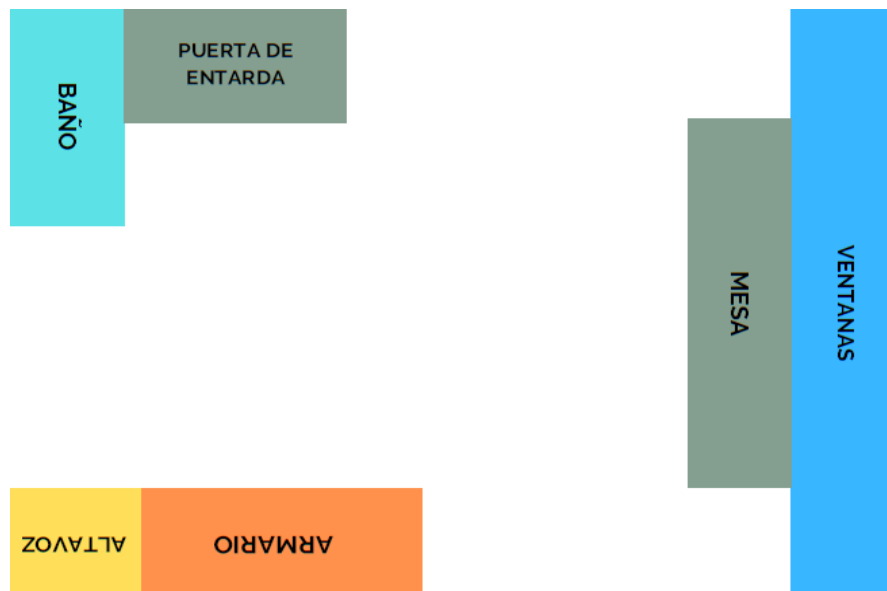 BAÑO
PUERTA DE
ENTARDA
MESA
VENTANAS
ALTAVOZ
ARMARIO